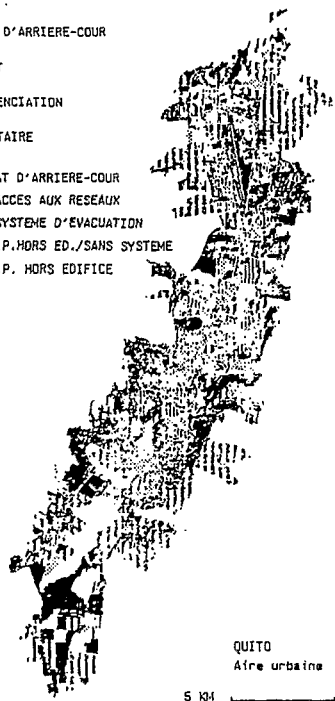 D'ARRIERE-COUR
ENCIATION
TAIRE
AT D'ARRIERE-COUR
ACCES AUX RESEAUX
SYSTEME D'EVACUATION
P.HORS ED./SANS SYSTEME
P. HORS EDIFICE
QUITO
Aire urbaine
5 KM